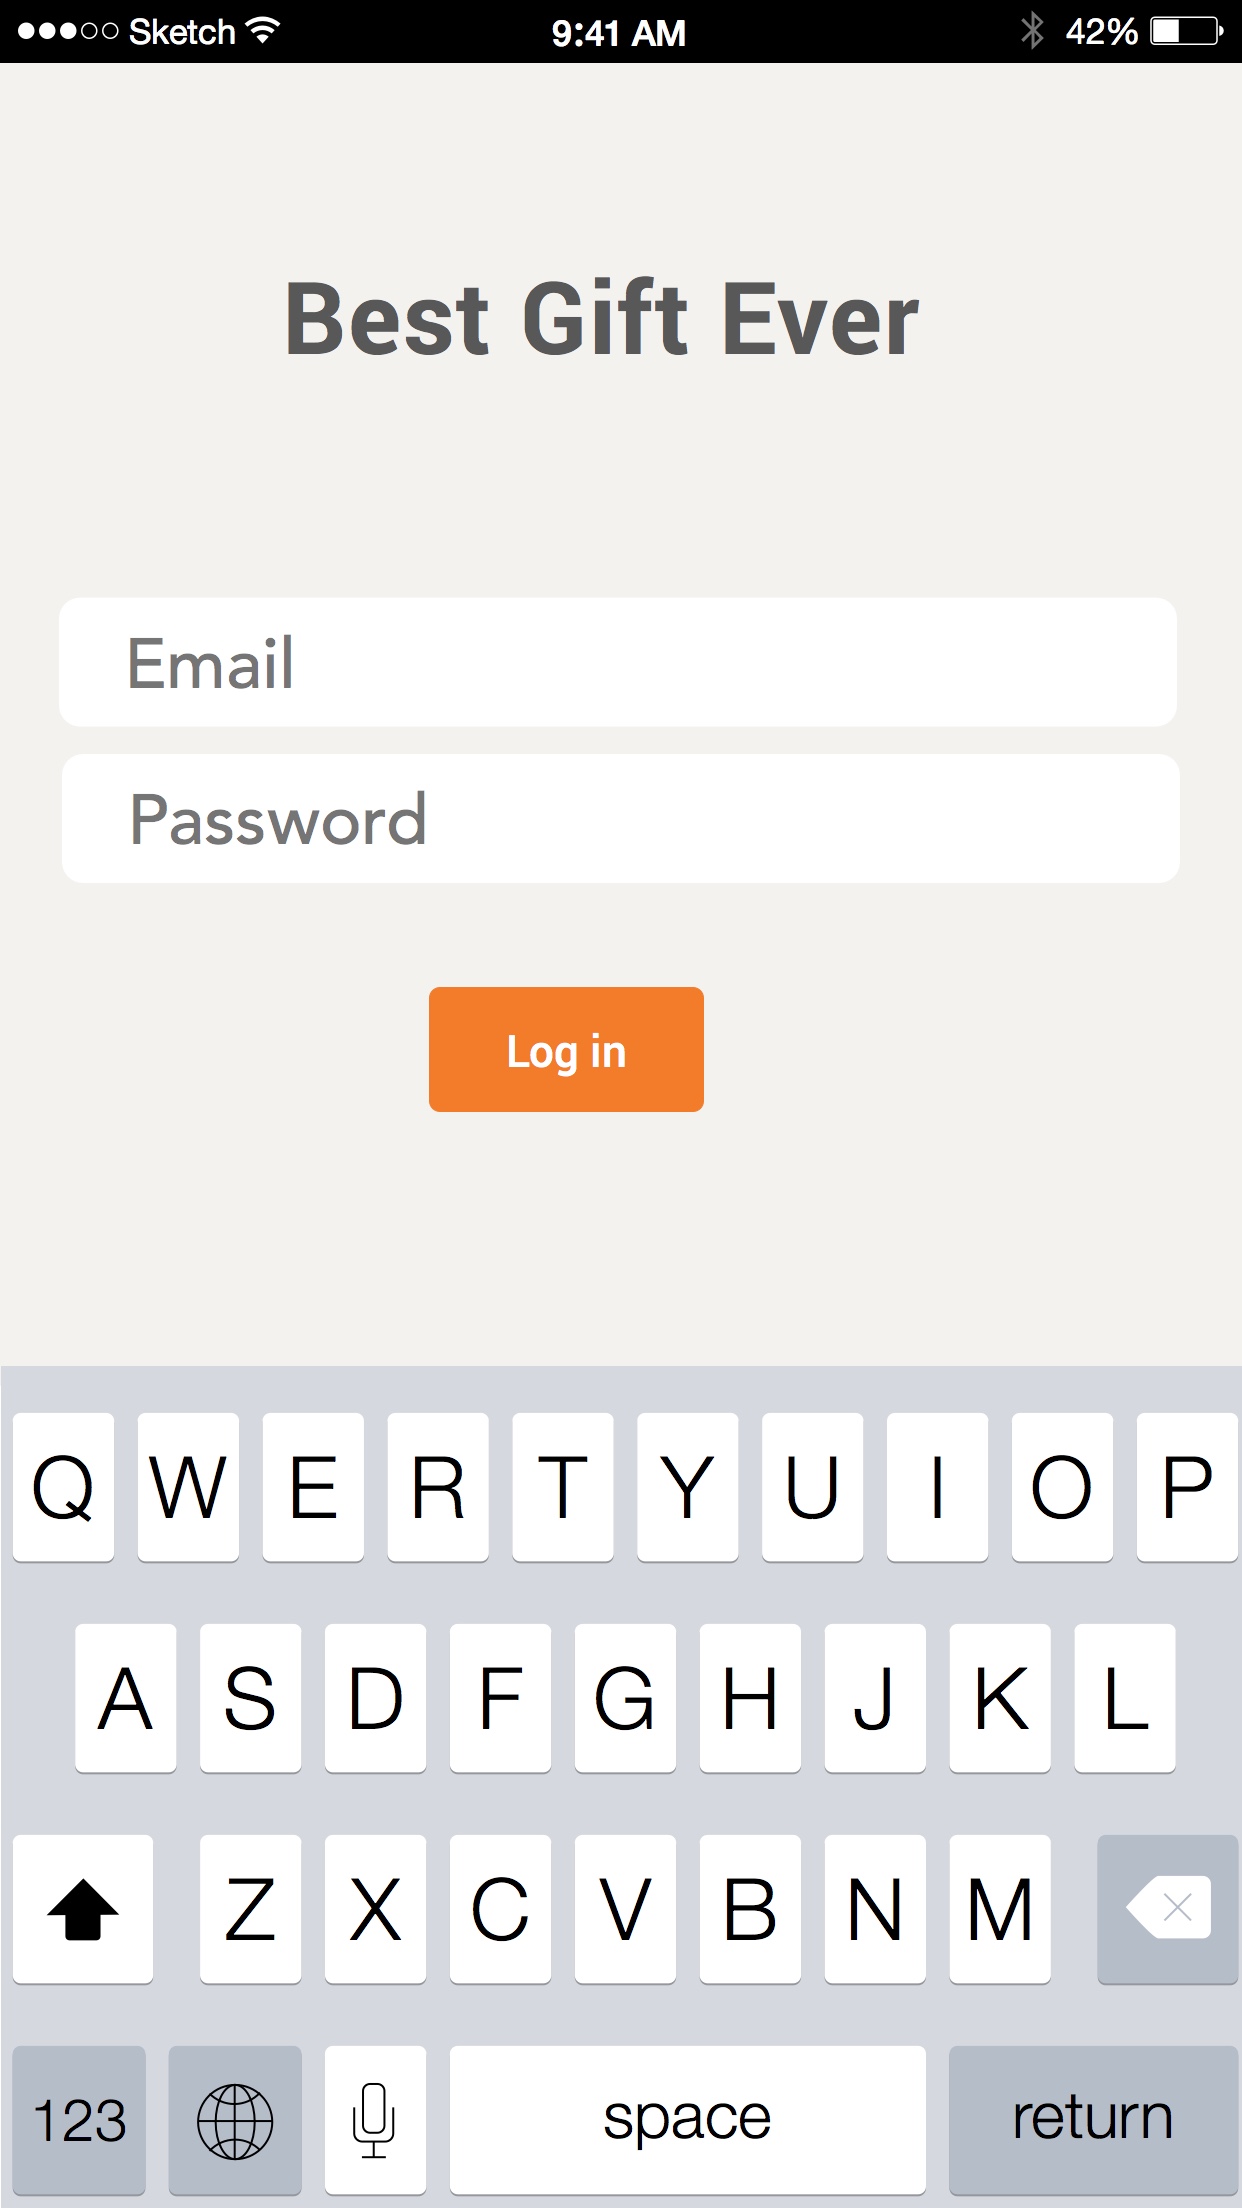 Sketch 9:41 AM 42%
Best Gift Ever
Email
Password
Log in
Q W E R T Y U I O P
A S D F G H J K L
Z X C V B N M
123 space return